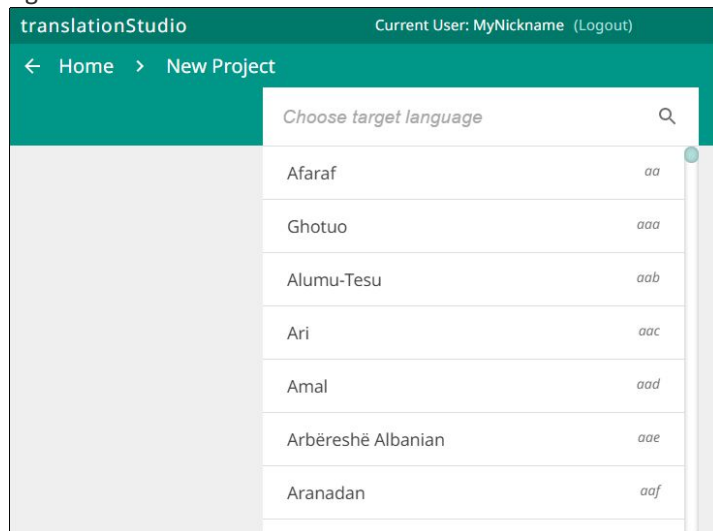 translationStudio Current User: MyNickname (Logout)
← Home > New Project
Choose target language
Afaraf aa
Ghotuo aaa
Alumu-Tesu aab
Ari aac
Amal aad
Arbëreshë Albanian aae
Aranadan aaf